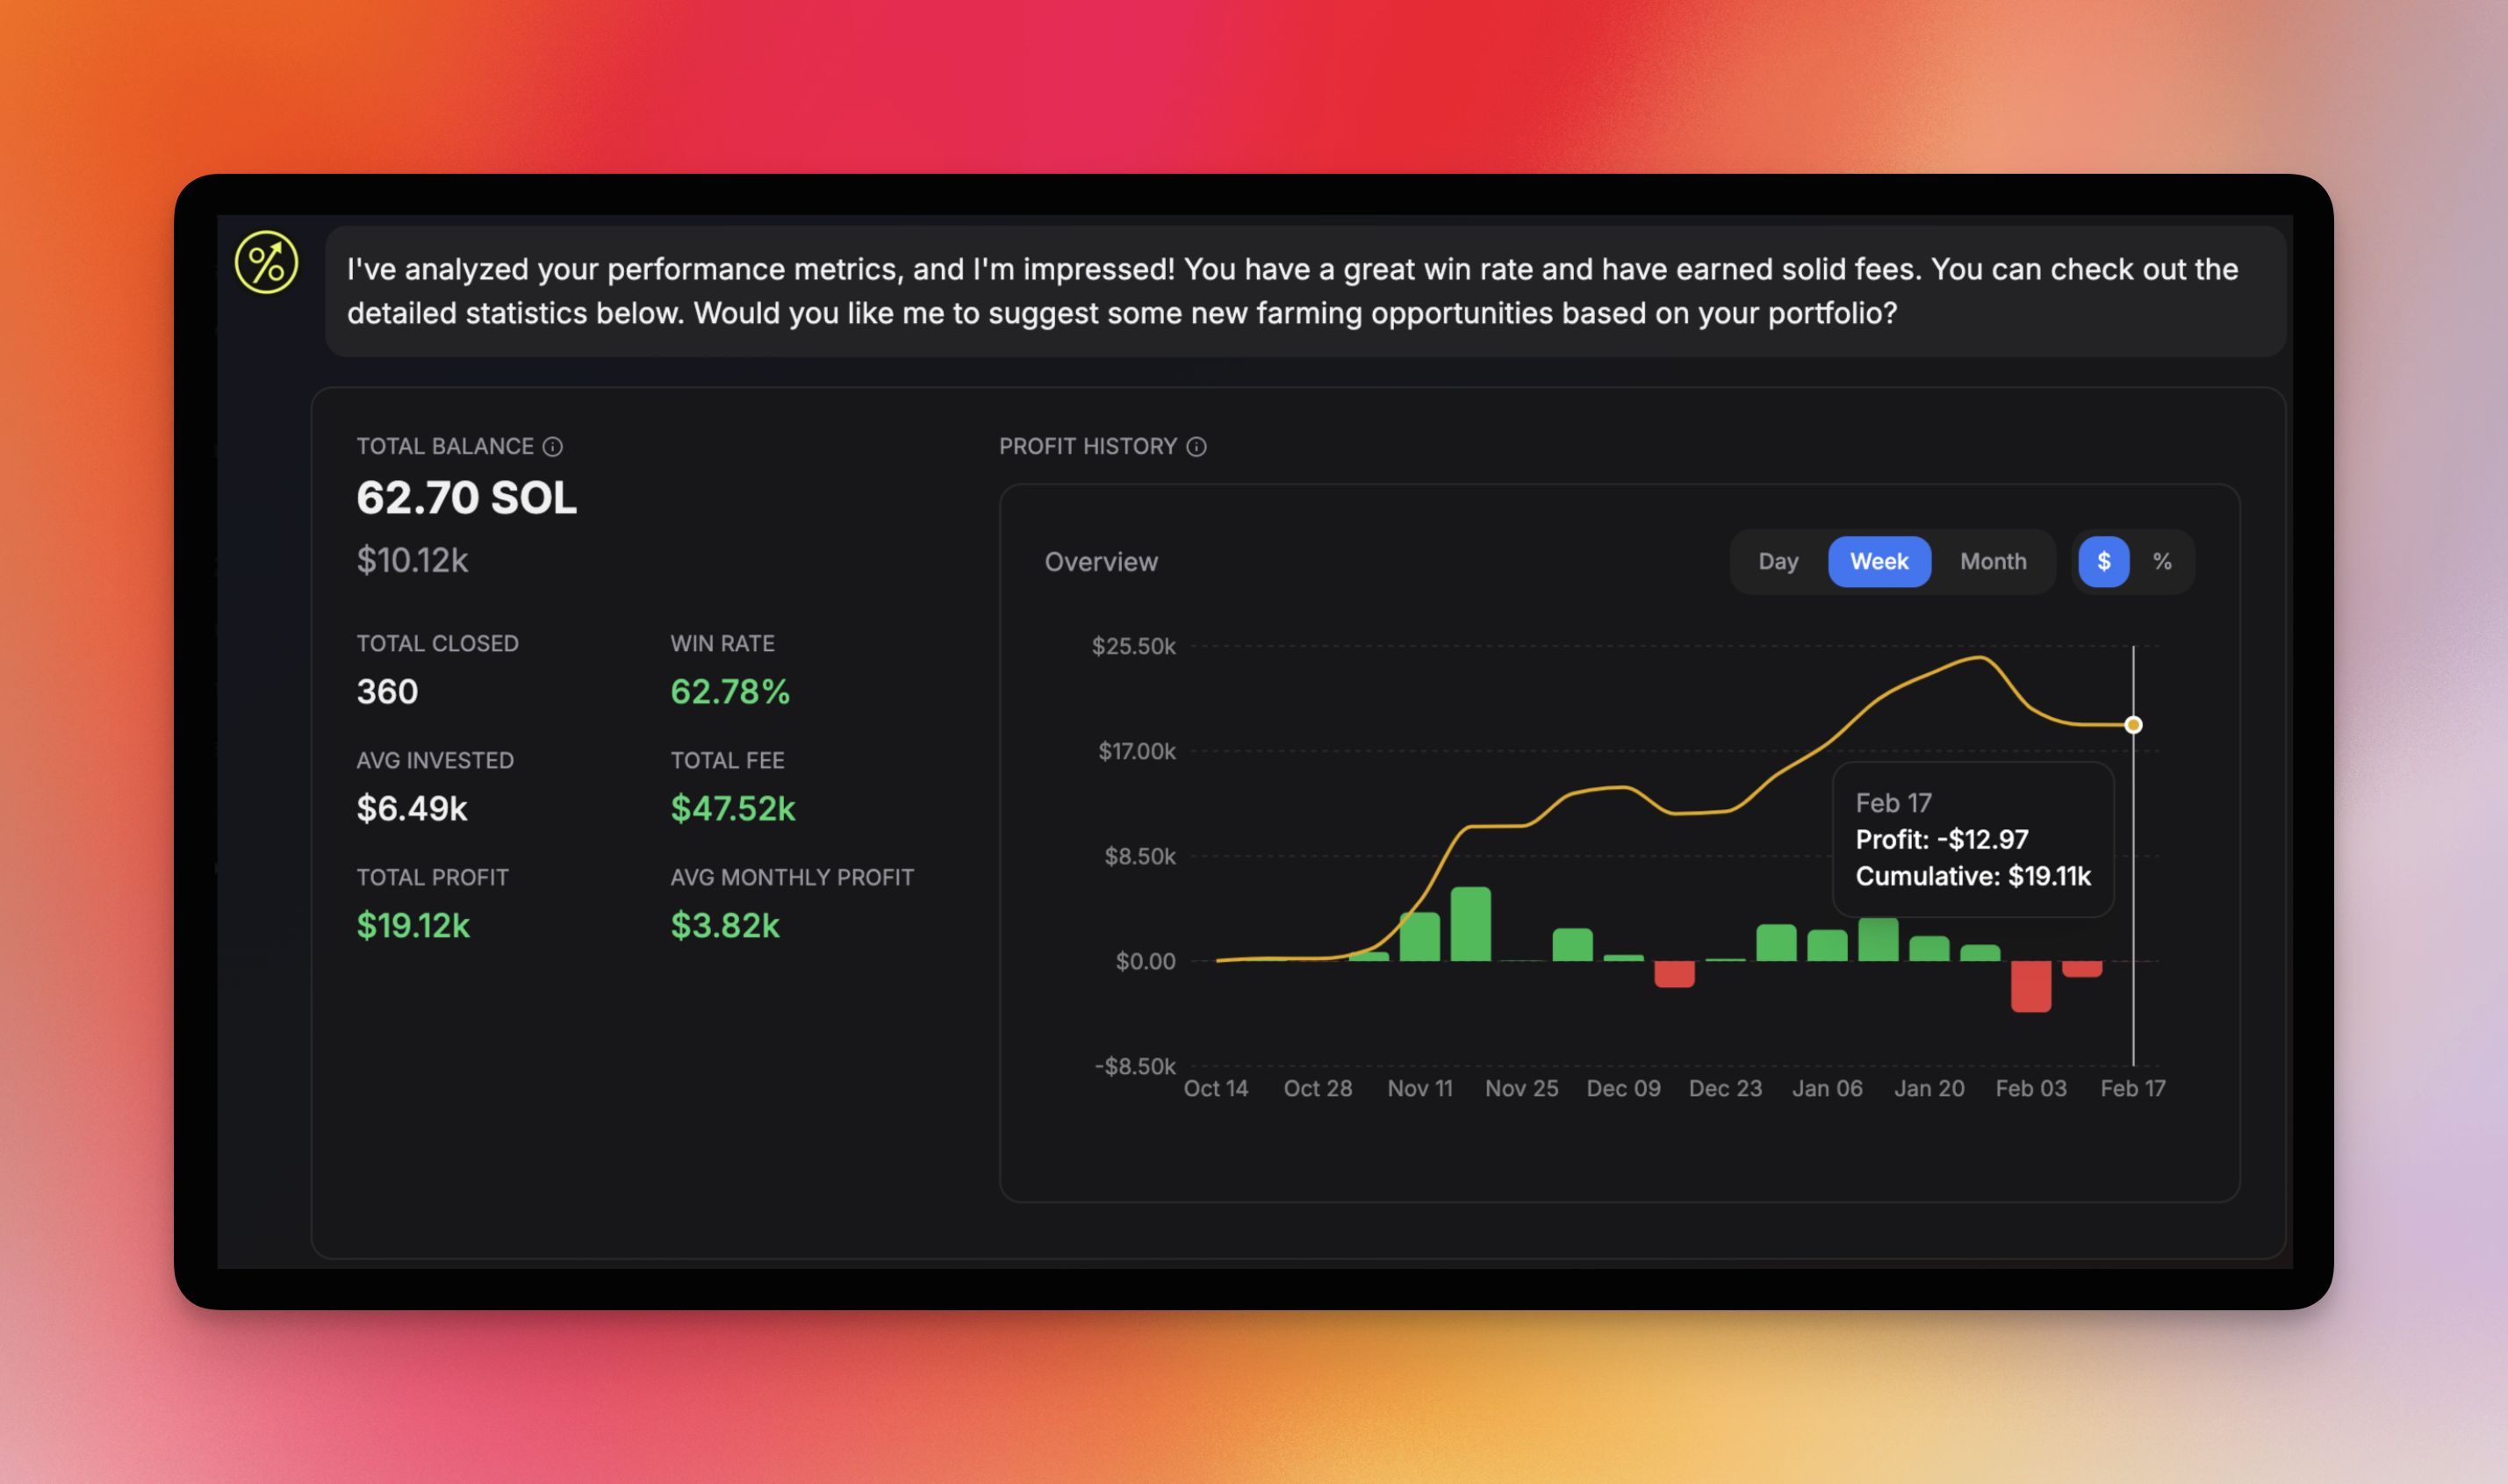 I've analyzed your performance metrics, and I'm impressed! You have a great win rate and have earned solid fees. You can check out the
detailed statistics below. Would you like me to suggest some new farming opportunities based on your portfolio?
TOTAL BALANCE
62.70 SOL
$10.12k
TOTAL CLOSED
360
WIN RATE
62.78%
AVG INVESTED
$6.49k
TOTAL FEE
$47.52k
TOTAL PROFIT
$19.12k
AVG MONTHLY PROFIT
$3.82k
PROFIT HISTORY
Overview
Day Week Month $ %
$25.50k
$17.00k
$8.50k
$0.00
-$8.50k
Feb 17
Profit: -$12.97
Cumulative: $19.11k
Oct 14 Oct 28 Nov 11 Nov 25 Dec 09 Dec 23 Jan 06 Jan 20 Feb 03 Feb 17